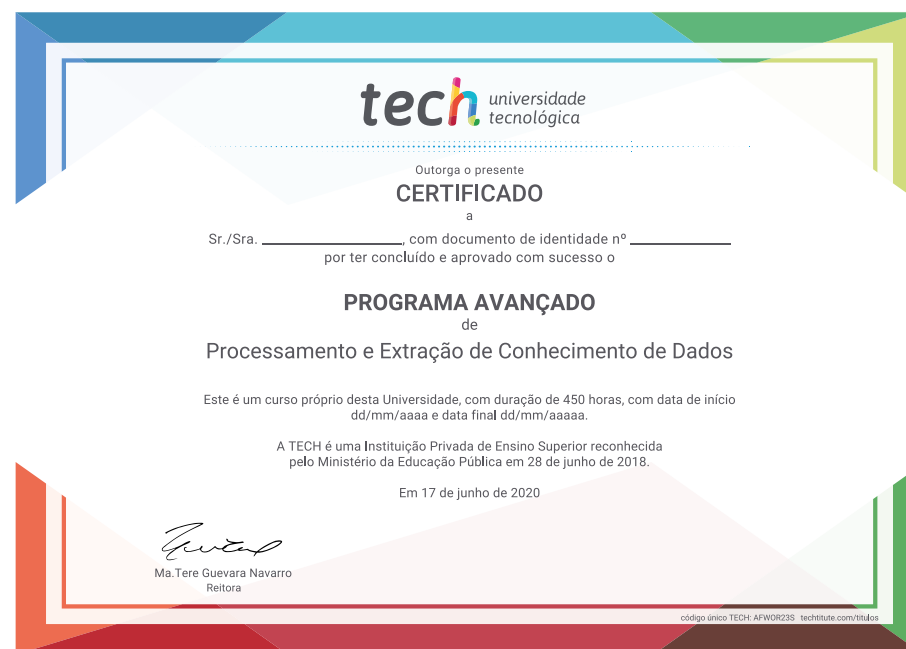 tech universidade
tecnológica
Outorga o presente
CERTIFICADO
a
Sr./Sra. ____________, com documento de identidade nº _________
por ter concluído e aprovado com sucesso o
PROGRAMA AVANÇADO
de
Processamento e Extração de Conhecimento de Dados
Este é um curso próprio desta Universidade, com duração de 450 horas, com data de início
dd/mm/aaaa e data final dd/mm/aaaaa.
A TECH é uma Instituição Privada de Ensino Superior reconhecida
pelo Ministério da Educação Pública em 28 de junho de 2018.
Em 17 de junho de 2020
Ma.Tere Guevara Navarro
Reitora
código único TECH: AFWOR23S techtitute.com/titulos